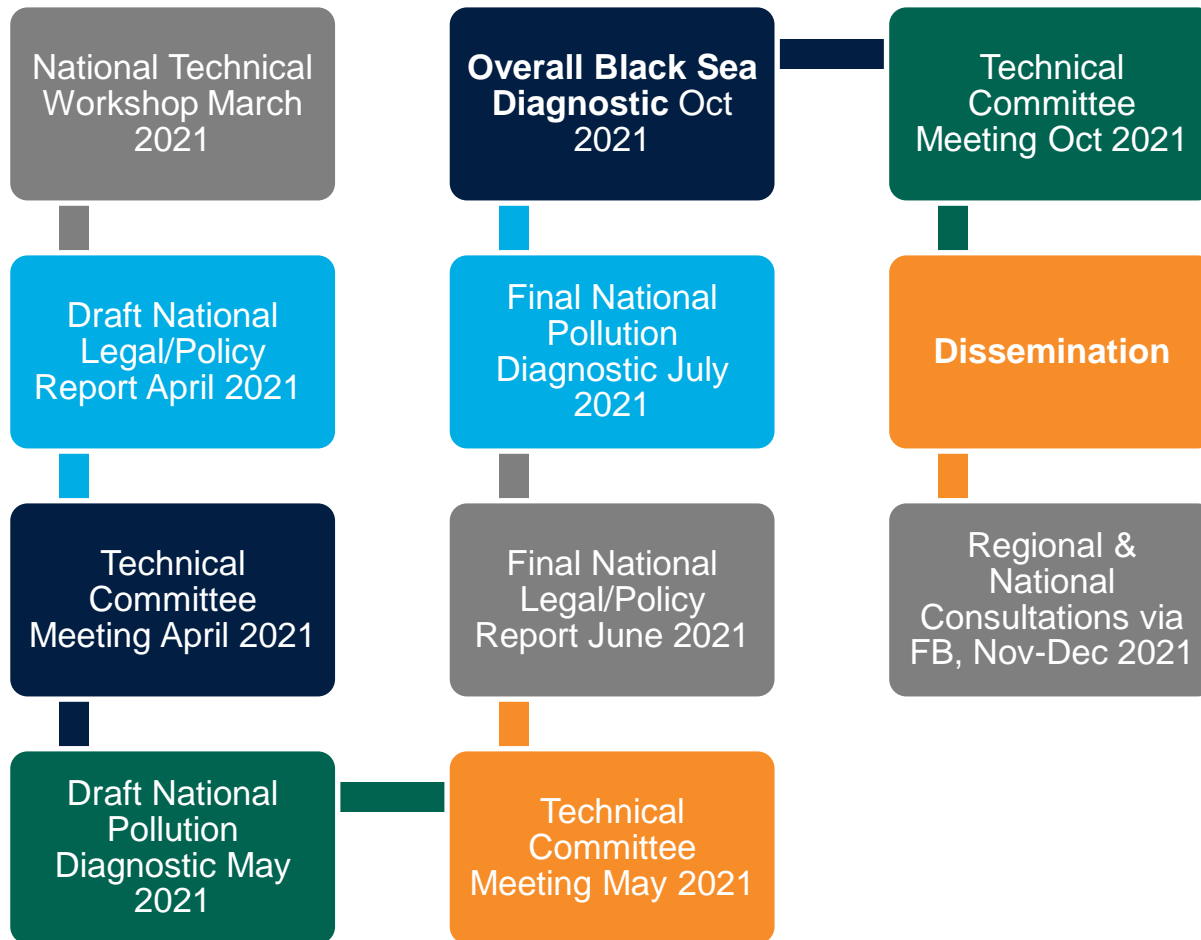 National Technical
Workshop March
2021
Draft National
Legal/Policy
Report April 2021
Technical
Committee
Meeting April 2021
Draft National
Pollution
Diagnostic May
2021
Technical
Committee
Meeting May 2021
Final National
Legal/Policy
Report June 2021
Final National
Pollution
Diagnostic July
2021
Overall Black Sea
Diagnostic Oct
2021
Technical
Committee
Meeting Oct 2021
Dissemination
Regional &
National
Consultations via
FB, Nov-Dec 2021